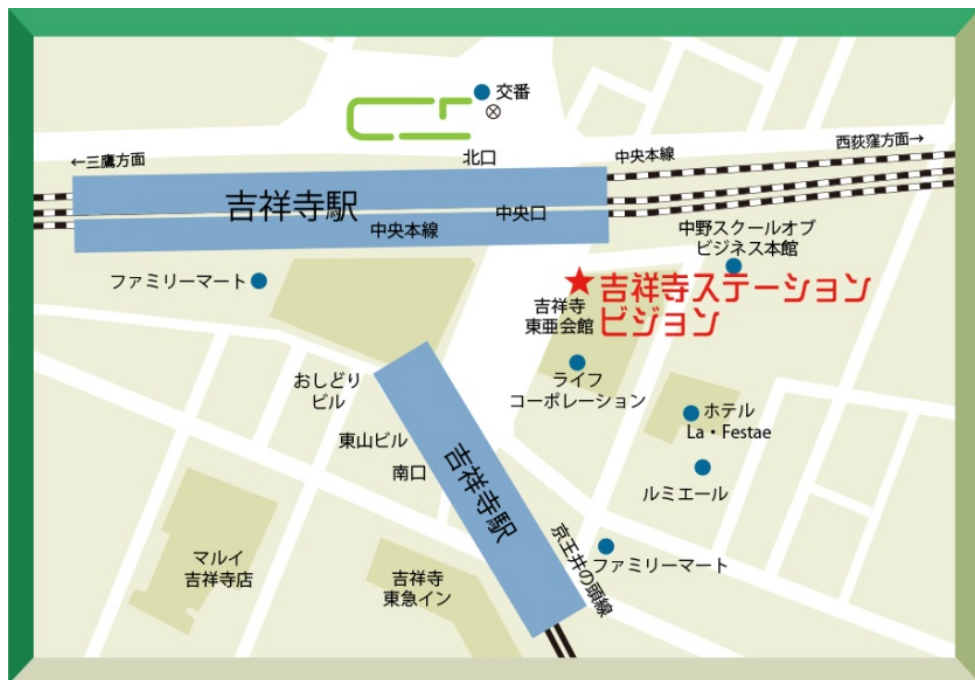 交番
←三鷹方面
北口
中央本線
西荻窪方面→
吉祥寺駅
中央口
中央本線
中野スクールオブ
ビジネス本館
ファミリーマート
吉祥寺ステーション
ビジョン
吉祥寺
東亜会館
おしどり
ビル
ライフ
コーポレーション
ホテル
La・Festae
東山ビル
南口
吉祥寺駅
ルミエール
京王井の頭線
ファミリーマート
マルイ
吉祥寺店
吉祥寺
東急イン